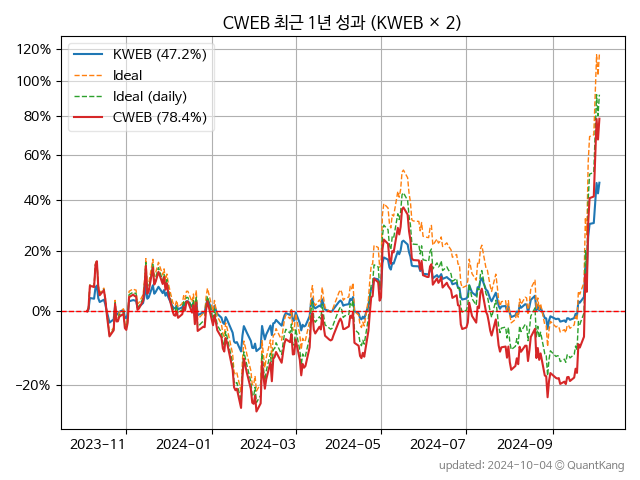 CWEB 최근 1년 성과 (KWEB × 2)
KWEB (47.2%)
Ideal
Ideal (daily)
CWEB (78.4%)
120%
100%
80%
60%
40%
20%
0%
−20%
2023−11
2024−01
2024−03
2024−05
2024−07
2024−09
updated: 2024-10-04 © QuantKang